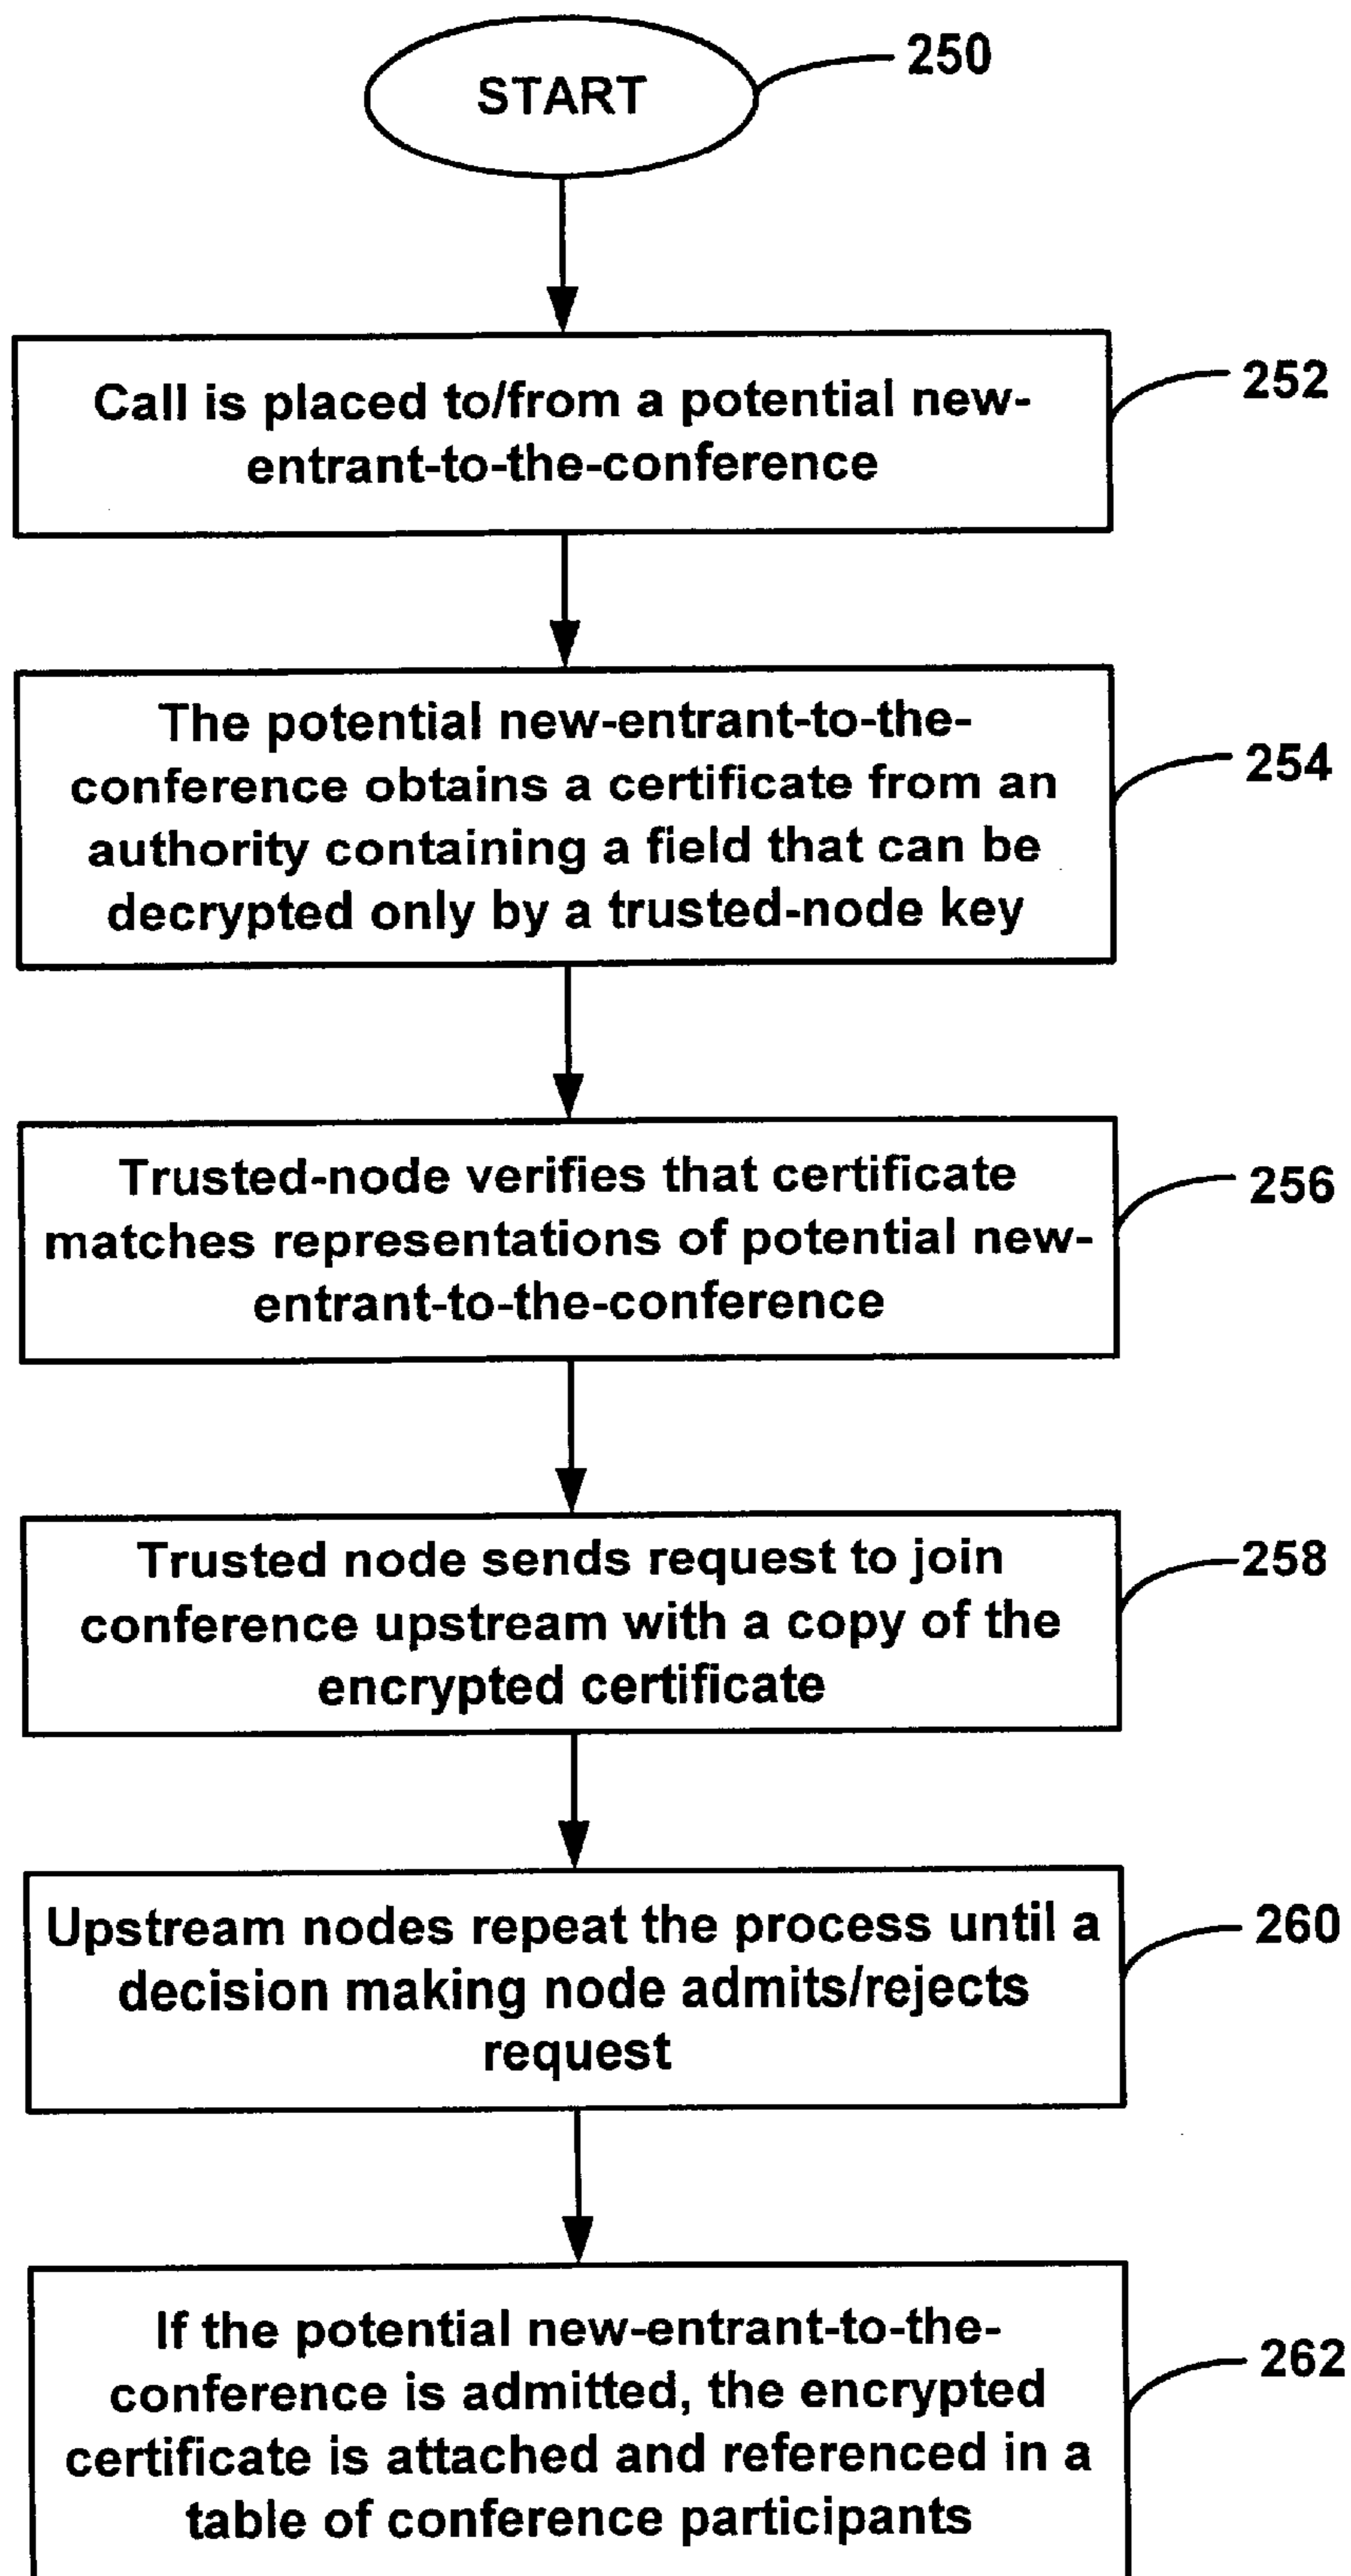 START
250
Call is placed to/from a potential new-
entrant-to-the-conference
252
The potential new-entrant-to-the-
conference obtains a certificate from an
authority containing a field that can be
decrypted only by a trusted-node key
254
Trusted-node verifies that certificate
matches representations of potential new-
entrant-to-the-conference
256
Trusted node sends request to join
conference upstream with a copy of the
encrypted certificate
258
Upstream nodes repeat the process until a
decision making node admits/rejects
request
260
If the potential new-entrant-to-the-
conference is admitted, the encrypted
certificate is attached and referenced in a
table of conference participants
262